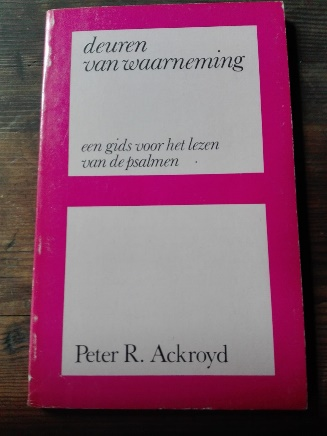 deuren
van waarneming
een gids voor het lezen
van de psalmen
Peter R. Ackroyd